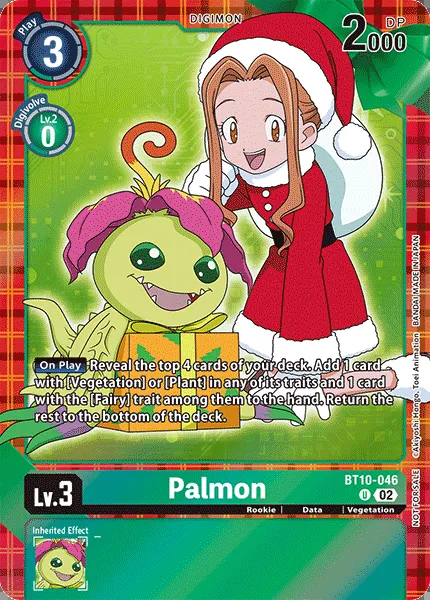 Play
3
DIGIMON
DP
2000
Digivolve
Lv.2
0
On Play Reveal the top 4 cards of your deck. Add 1 card
with [Vegetation] or [Plant] in any of its traits and 1 card
with the [Fairy] trait among them to the hand. Return the
rest to the bottom of the deck.
©Akiyoshi Hongo, Toei Animation
BANDAI MADE IN JAPAN
NOT FOR SALE
Lv.3
Palmon
BT10-046
U 02
Rookie | Data | Vegetation
Inherited Effect